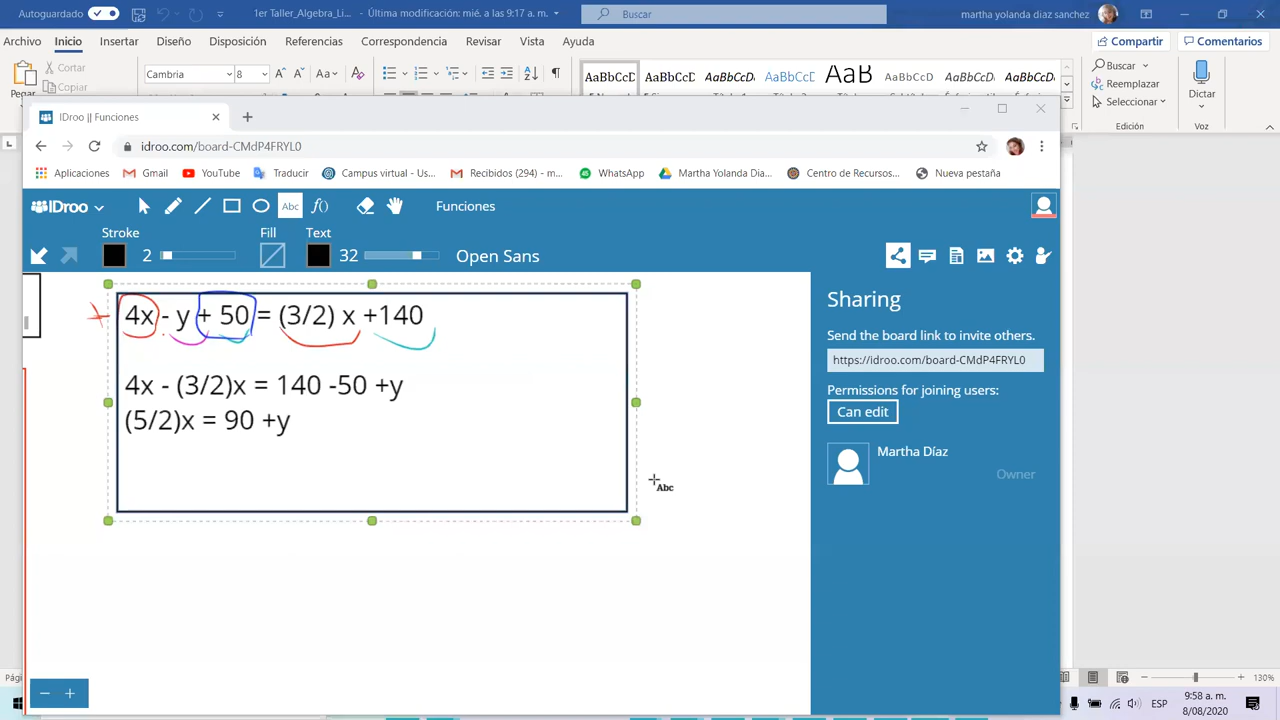 Autoguardado
1er Taller_Algebra_Li...
Última modificación: mié. a las 9:17 a. m.
Buscar
martha yolanda diaz sanchez
Archivo Inicio Insertar Diseño Disposición Referencias Correspondencia Revisar Vista Ayuda
Compartir Comentarios
Pegar
Cortar
Copiar
Cambria 8
AaBbCcD AaBbCcD AaBbCcD AaBbCcD AaB AaBbCcD AaBbCcD AaBbCcDd
Buscar
Reemplazar
Seleccionar
Edición
Dictar
Voz
IDroo || Funciones
idroo.com/board-CMdP4FRYL0
Aplicaciones Gmail YouTube Traducir Campus virtual - Us... Recibidos (294) - m... WhatsApp Martha Yolanda Dia... Centro de Recursos... Nueva pestaña
IDroo Abc f() Funciones
Stroke Fill Text
2 32 Open Sans
4x - y + 50 = (3/2) x +140
4x - (3/2)x = 140 -50 +y
(5/2)x = 90 +y
Abc
Sharing
Send the board link to invite others.
https://idroo.com/board-CMdP4FRYL0
Permissions for joining users:
Can edit
Martha Díaz
Owner
130%
ESP
9:58 a. m.
8/08/2020